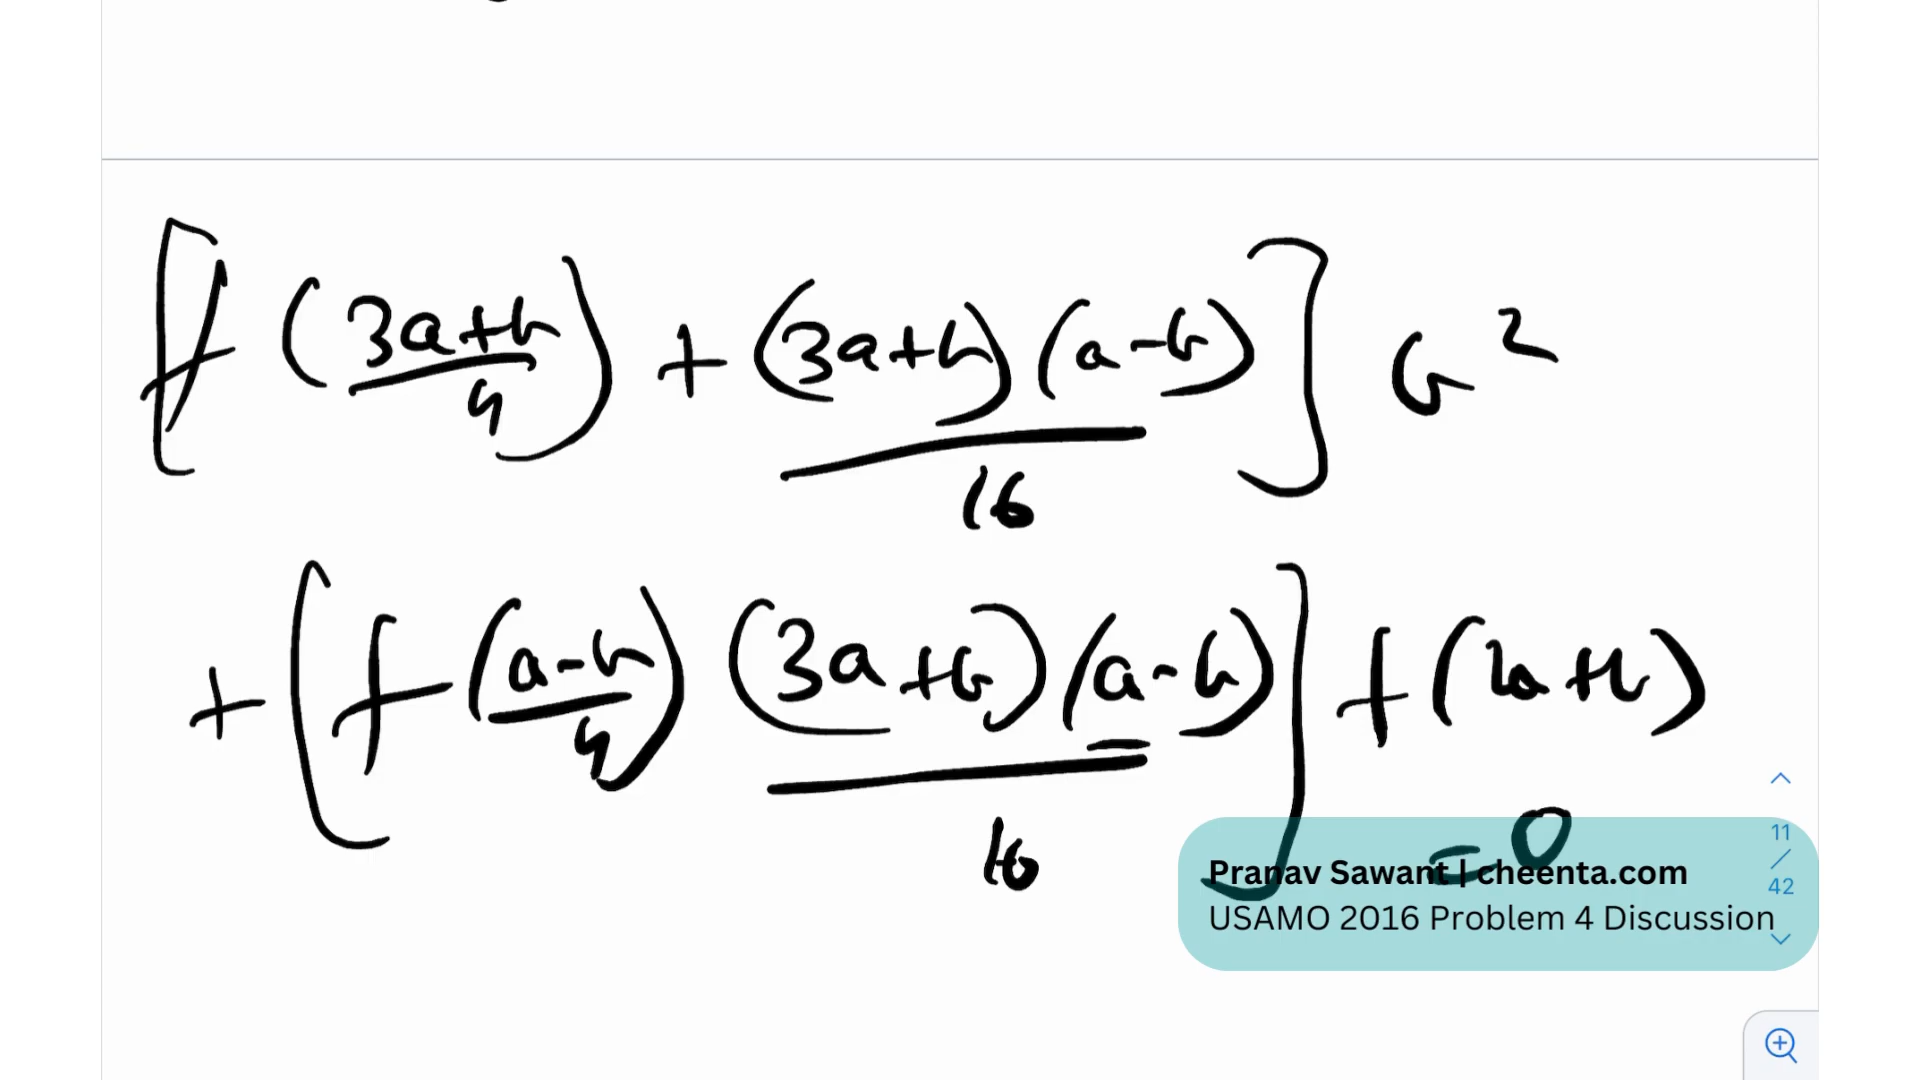 [f((3a+b)/4) + (3a+b)(a-b)/16] b²
+ [f((a-b)/4) (3a+b)(a-b)/16] f(2a+b)
= 0
11
/
42
Pranav Sawant | cheenta.com
USAMO 2016 Problem 4 Discussion